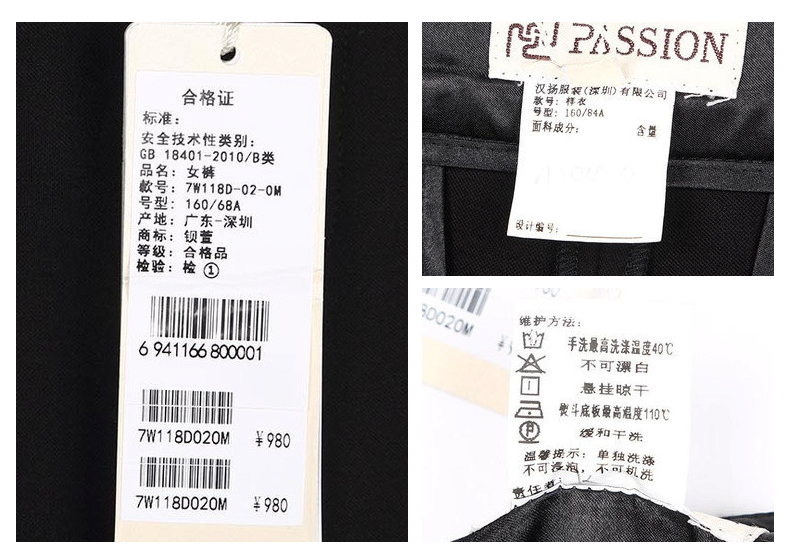 合格证
标准:
安全技术性类别:
GB 18401-2010/B类
品名: 女裤
款号: 7W118D-02-0M
号型: 160/68A
产地: 广东-深圳
商标: 钡萱
等级: 合格品
检验: 检①
6 941166 800001
7W118D020M ¥980
7W118D020M ¥980
PASSION
汉扬服装(深圳)有限公司
款号: 样衣
号型: 160/84A
面料成分: 含量
设计编号:
8D020M
维护方法:
手洗最高洗涤温度40℃
不可漂白
悬挂晾干
熨斗底板最高温度110℃
P 缓和干洗
温馨提示: 单独洗涤
不可浸泡, 不可机洗
责任者: